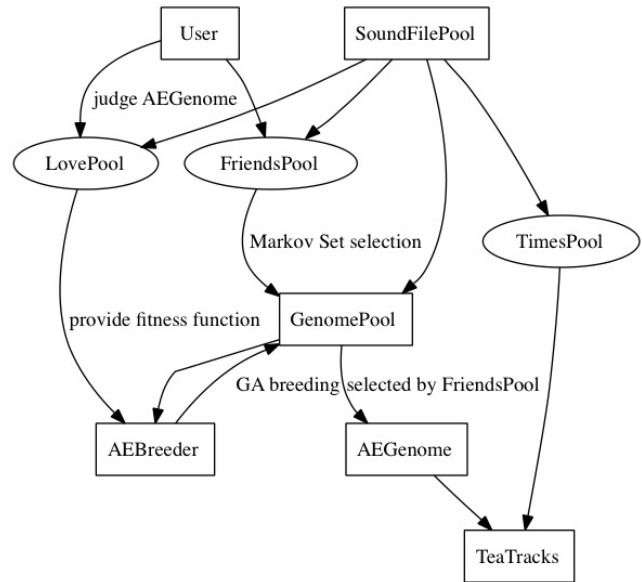 User
SoundFilePool
judge AEGenome
LovePool
FriendsPool
Markov Set selection
TimesPool
provide fitness function
GenomePool
GA breeding selected by FriendsPool
AEBreeder
AEGenome
TeaTracks